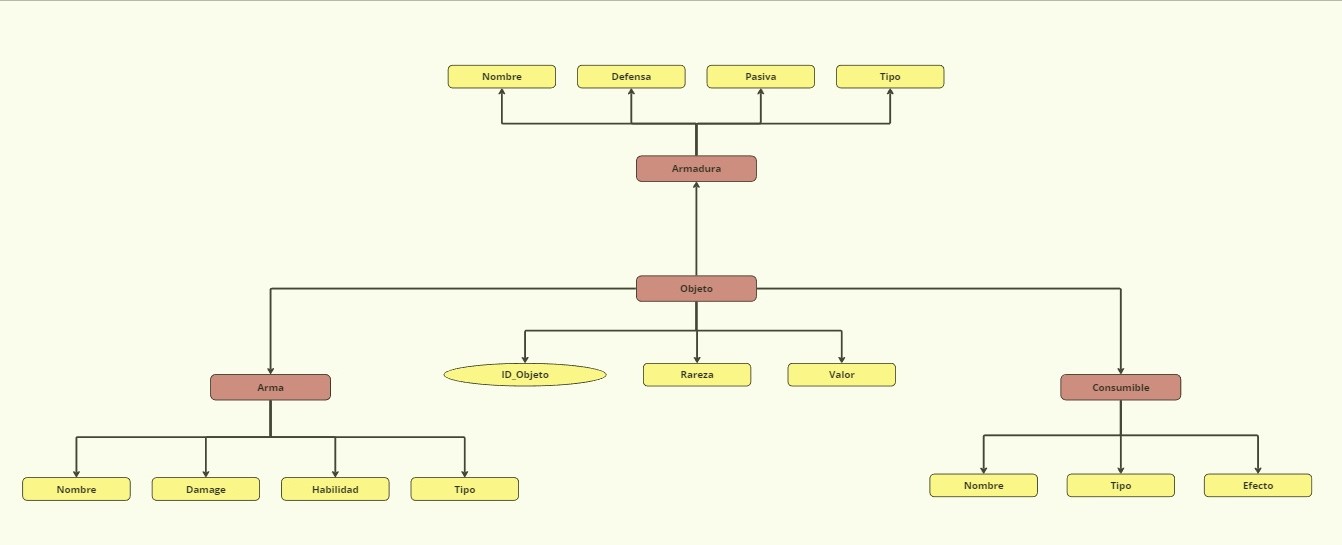 Nombre
Defensa
Pasiva
Tipo
Armadura
Objeto
ID_Objeto
Rareza
Valor
Arma
Consumible
Nombre
Damage
Habilidad
Tipo
Nombre
Tipo
Efecto